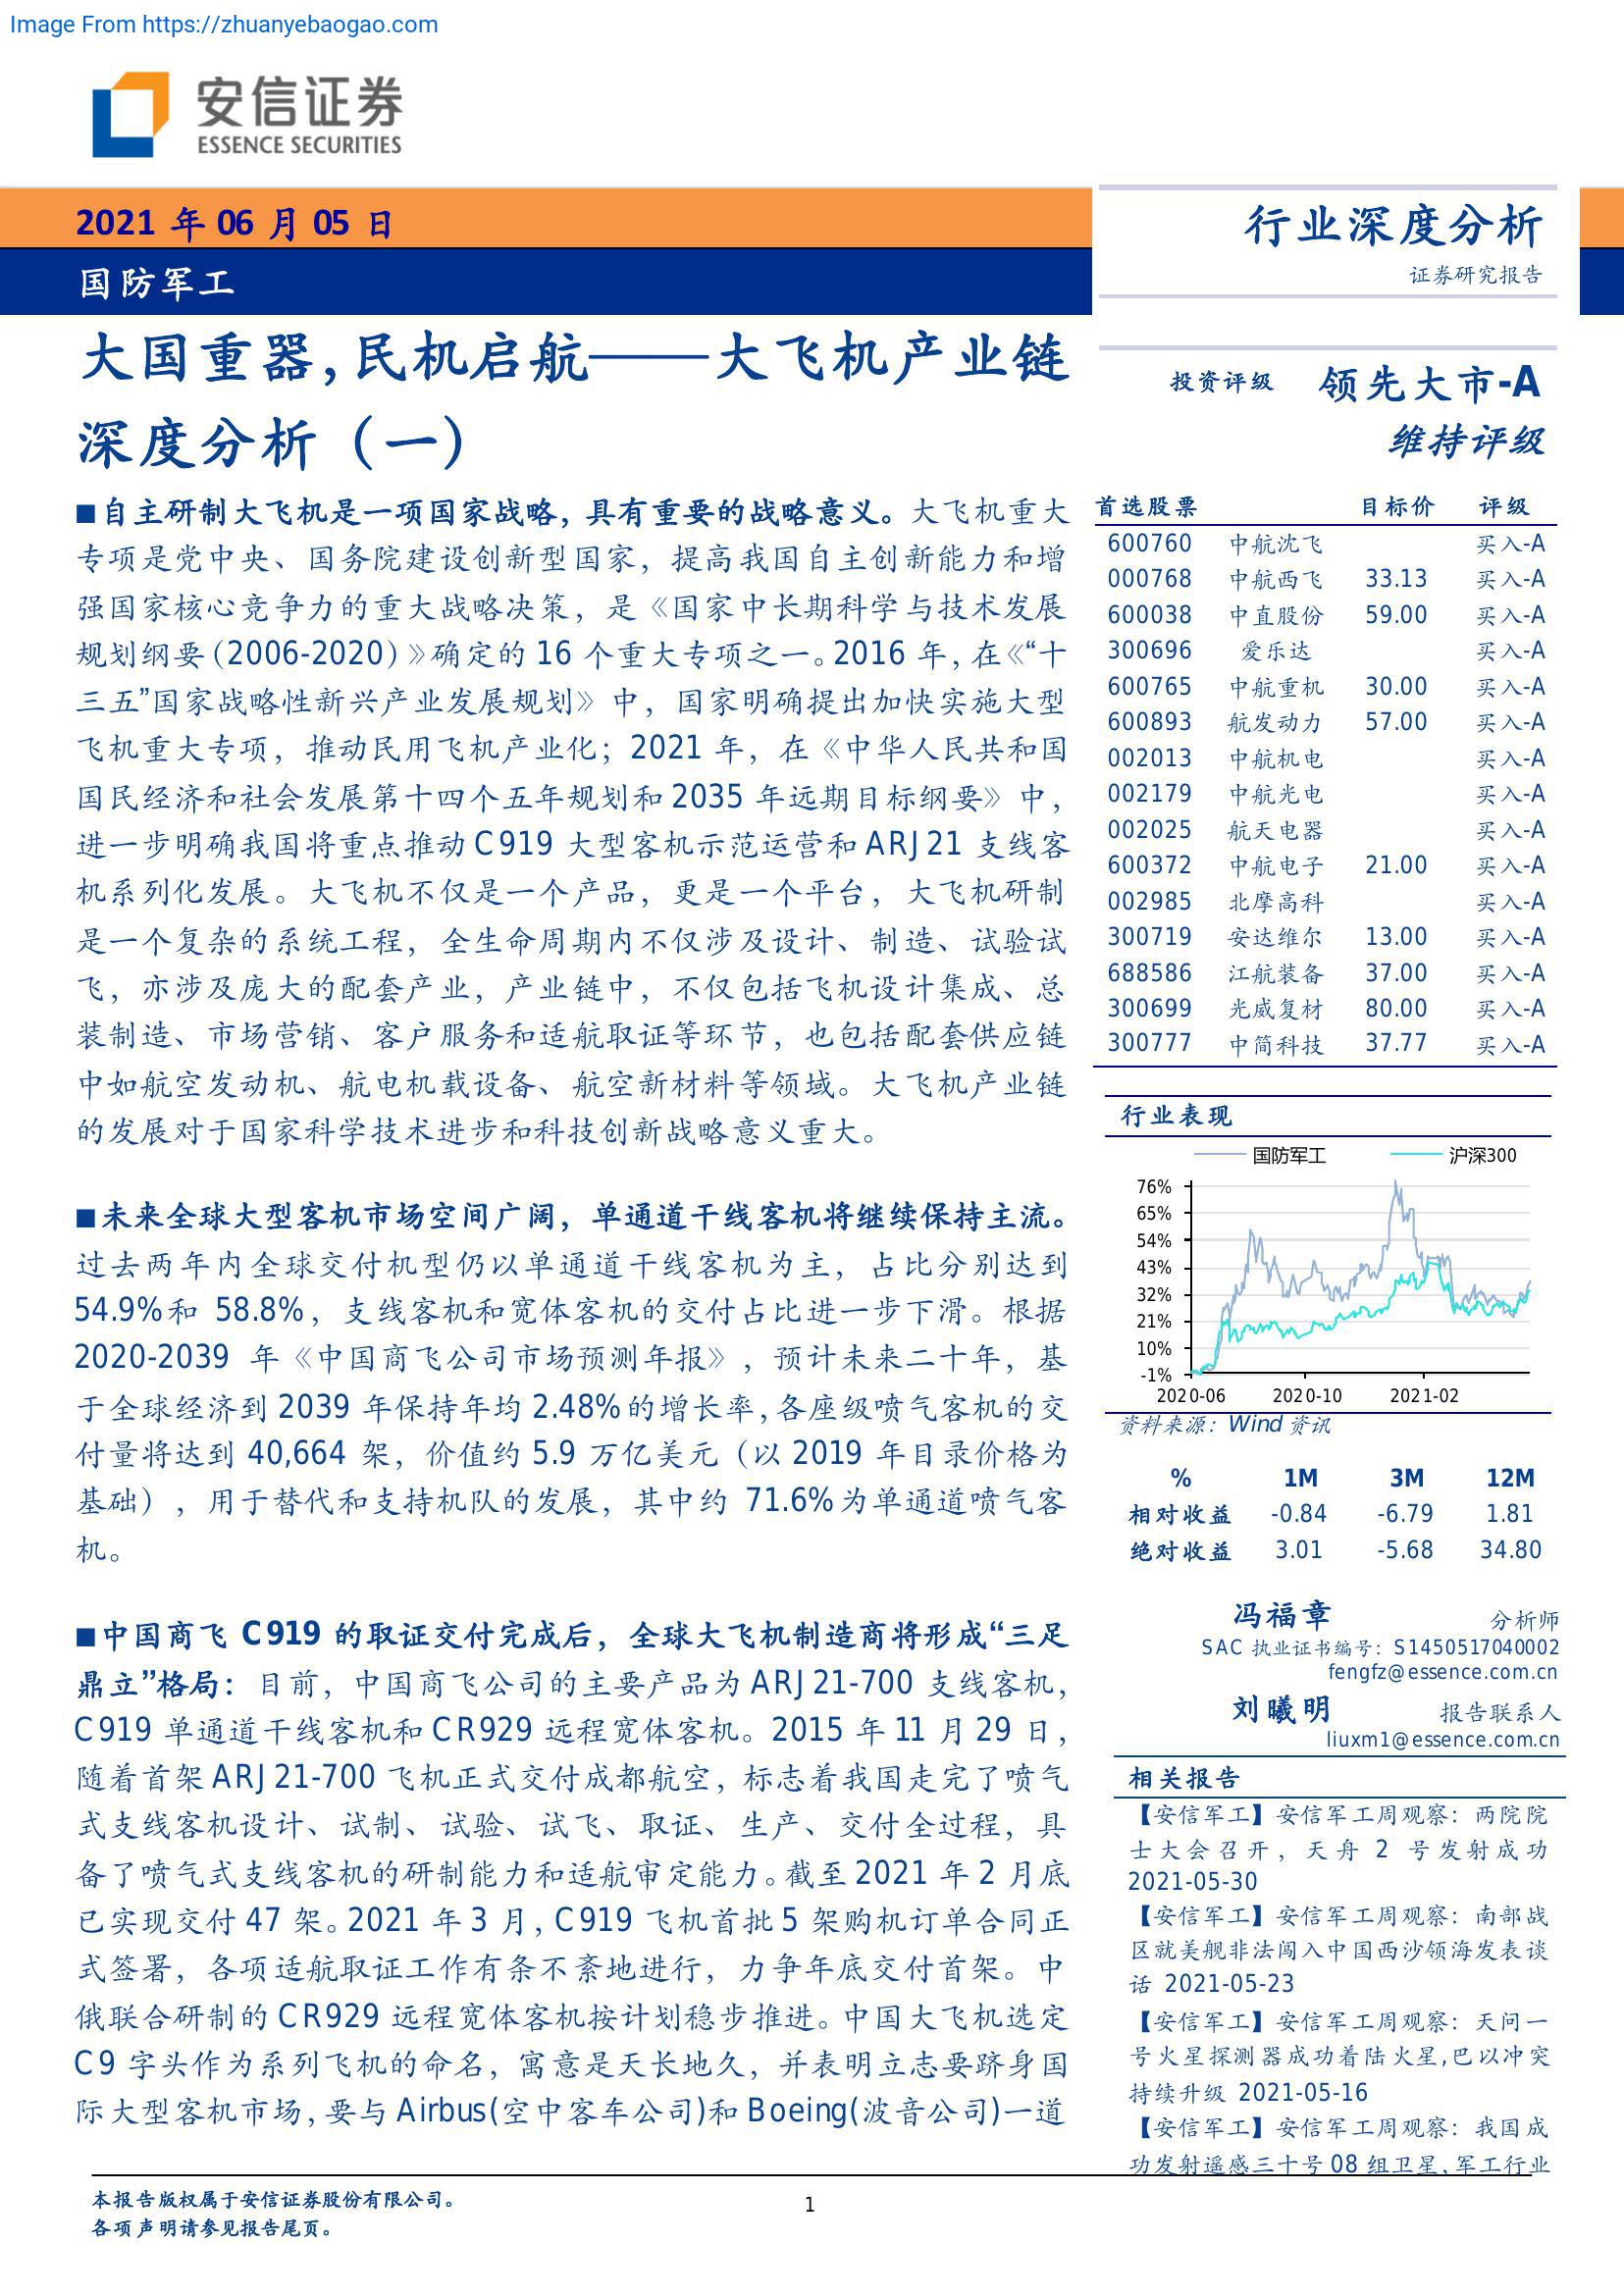 Image From https://zhuanyebaogao.com
安信证券
ESSENCE SECURITIES
2021 年 06 月 05 日
国防军工
行业深度分析
证券研究报告
大国重器，民机启航——大飞机产业链
深度分析（一）
■自主研制大飞机是一项国家战略，具有重要的战略意义。大飞机重大
专项是党中央、国务院建设创新型国家，提高我国自主创新能力和增
强国家核心竞争力的重大战略决策，是《国家中长期科学与技术发展
规划纲要（2006-2020）》确定的 16 个重大专项之一。2016 年，在《“十
三五”国家战略性新兴产业发展规划》中，国家明确提出加快实施大型
飞机重大专项，推动民用飞机产业化；2021 年，在《中华人民共和国
国民经济和社会发展第十四个五年规划和 2035 年远期目标纲要》中，
进一步明确我国将重点推动 C919 大型客机示范运营和 ARJ21 支线客
机系列化发展。大飞机不仅是一个产品，更是一个平台，大飞机研制
是一个复杂的系统工程，全生命周期内不仅涉及设计、制造、试验试
飞，亦涉及庞大的配套产业，产业链中，不仅包括飞机设计集成、总
装制造、市场营销、客户服务和适航取证等环节，也包括配套供应链
中如航空发动机、航电机载设备、航空新材料等领域。大飞机产业链
的发展对于国家科学技术进步和科技创新战略意义重大。
■未来全球大型客机市场空间广阔，单通道干线客机将继续保持主流。
过去两年内全球交付机型仍以单通道干线客机为主，占比分别达到
54.9%和 58.8%，支线客机和宽体客机的交付占比进一步下滑。根据
2020-2039 年《中国商飞公司市场预测年报》，预计未来二十年，基
于全球经济到 2039 年保持年均 2.48%的增长率，各座级喷气客机的交
付量将达到 40,664 架，价值约 5.9 万亿美元（以 2019 年目录价格为
基础），用于替代和支持机队的发展，其中约 71.6%为单通道喷气客
机。
■中国商飞 C919 的取证交付完成后，全球大飞机制造商将形成“三足
鼎立”格局：目前，中国商飞公司的主要产品为 ARJ21-700 支线客机，
C919 单通道干线客机和 CR929 远程宽体客机。2015 年 11 月 29 日，
随着首架 ARJ21-700 飞机正式交付成都航空，标志着我国走完了喷气
式支线客机设计、试制、试验、试飞、取证、生产、交付全过程，具
备了喷气式支线客机的研制能力和适航审定能力。截至 2021 年 2 月底
已实现交付 47 架。2021 年 3 月，C919 飞机首批 5 架购机订单合同正
式签署，各项适航取证工作有条不紊地进行，力争年底交付首架。中
俄联合研制的 CR929 远程宽体客机按计划稳步推进。中国大飞机选定
C9 字头作为系列飞机的命名，寓意是天长地久，并表明立志要跻身国
际大型客机市场，要与 Airbus(空中客车公司)和 Boeing(波音公司)一道
投资评级 领先大市-A
维持评级
首选股票 目标价 评级
600760 中航沈飞 买入-A
000768 中航西飞 33.13 买入-A
600038 中直股份 59.00 买入-A
300696 爱乐达 买入-A
600765 中航重机 30.00 买入-A
600893 航发动力 57.00 买入-A
002013 中航机电 买入-A
002179 中航光电 买入-A
002025 航天电器 买入-A
600372 中航电子 21.00 买入-A
002985 北摩高科 买入-A
300719 安达维尔 13.00 买入-A
688586 江航装备 37.00 买入-A
300699 光威复材 80.00 买入-A
300777 中简科技 37.77 买入-A
行业表现
国防军工 沪深300
76%
65%
54%
43%
32%
21%
10%
-1%
2020-06 2020-10 2021-02
资料来源：Wind 资讯
% 1M 3M 12M
相对收益 -0.84 -6.79 1.81
绝对收益 3.01 -5.68 34.80
冯福章 分析师
SAC 执业证书编号：S1450517040002
fengfz@essence.com.cn
刘曦明 报告联系人
liuxm1@essence.com.cn
相关报告
【安信军工】安信军工周观察：两院院
士大会召开，天舟 2 号发射成功
2021-05-30
【安信军工】安信军工周观察：南部战
区就美舰非法闯入中国西沙领海发表谈
话 2021-05-23
【安信军工】安信军工周观察：天问一
号火星探测器成功着陆火星,巴以冲突
持续升级 2021-05-16
【安信军工】安信军工周观察：我国成
功发射遥感三十号 08 组卫星,军工行业
本报告版权属于安信证券股份有限公司。
各项声明请参见报告尾页。
1